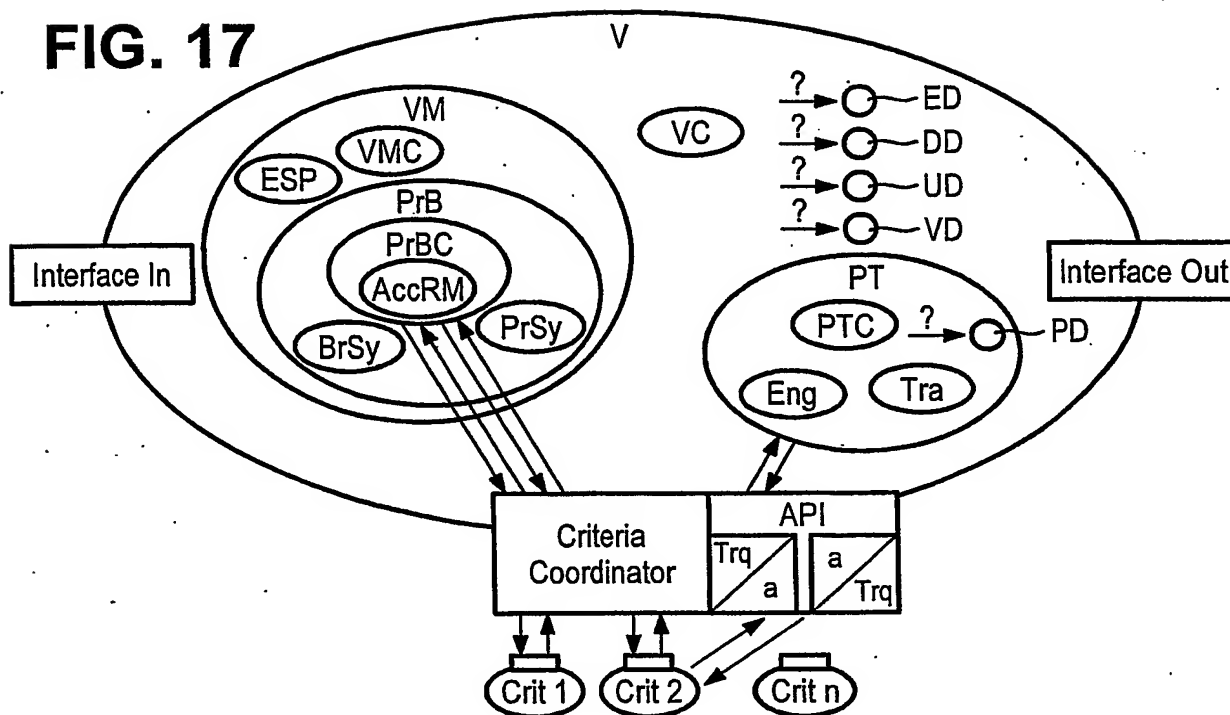 FIG. 17
V
VM
VMC
ESP
PrB
PrBC
AccRM
BrSy
PrSy
Interface In
VC
? ED
? DD
? UD
? VD
Interface Out
PT
PTC
? PD
Eng
Tra
Criteria
Coordinator
API
Trq
a
a
Trq
Crit 1
Crit 2
Crit n